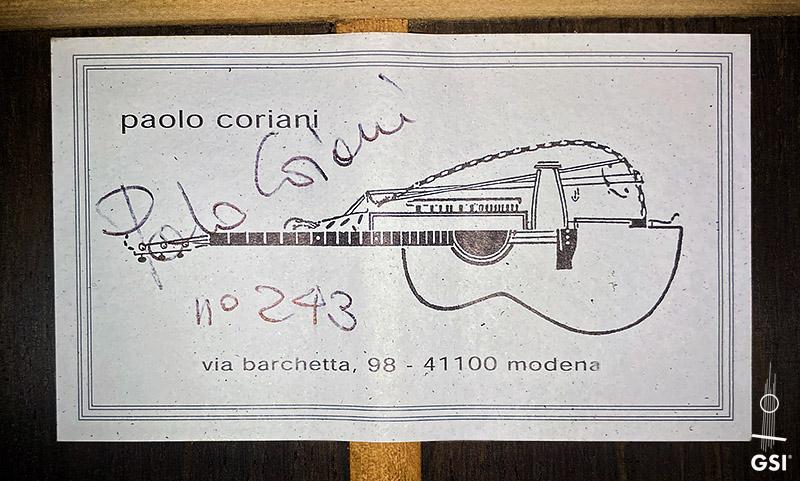 paolo coriani
Paolo Coriani
nº 243
via barchetta, 98 - 41100 modena
GSI®